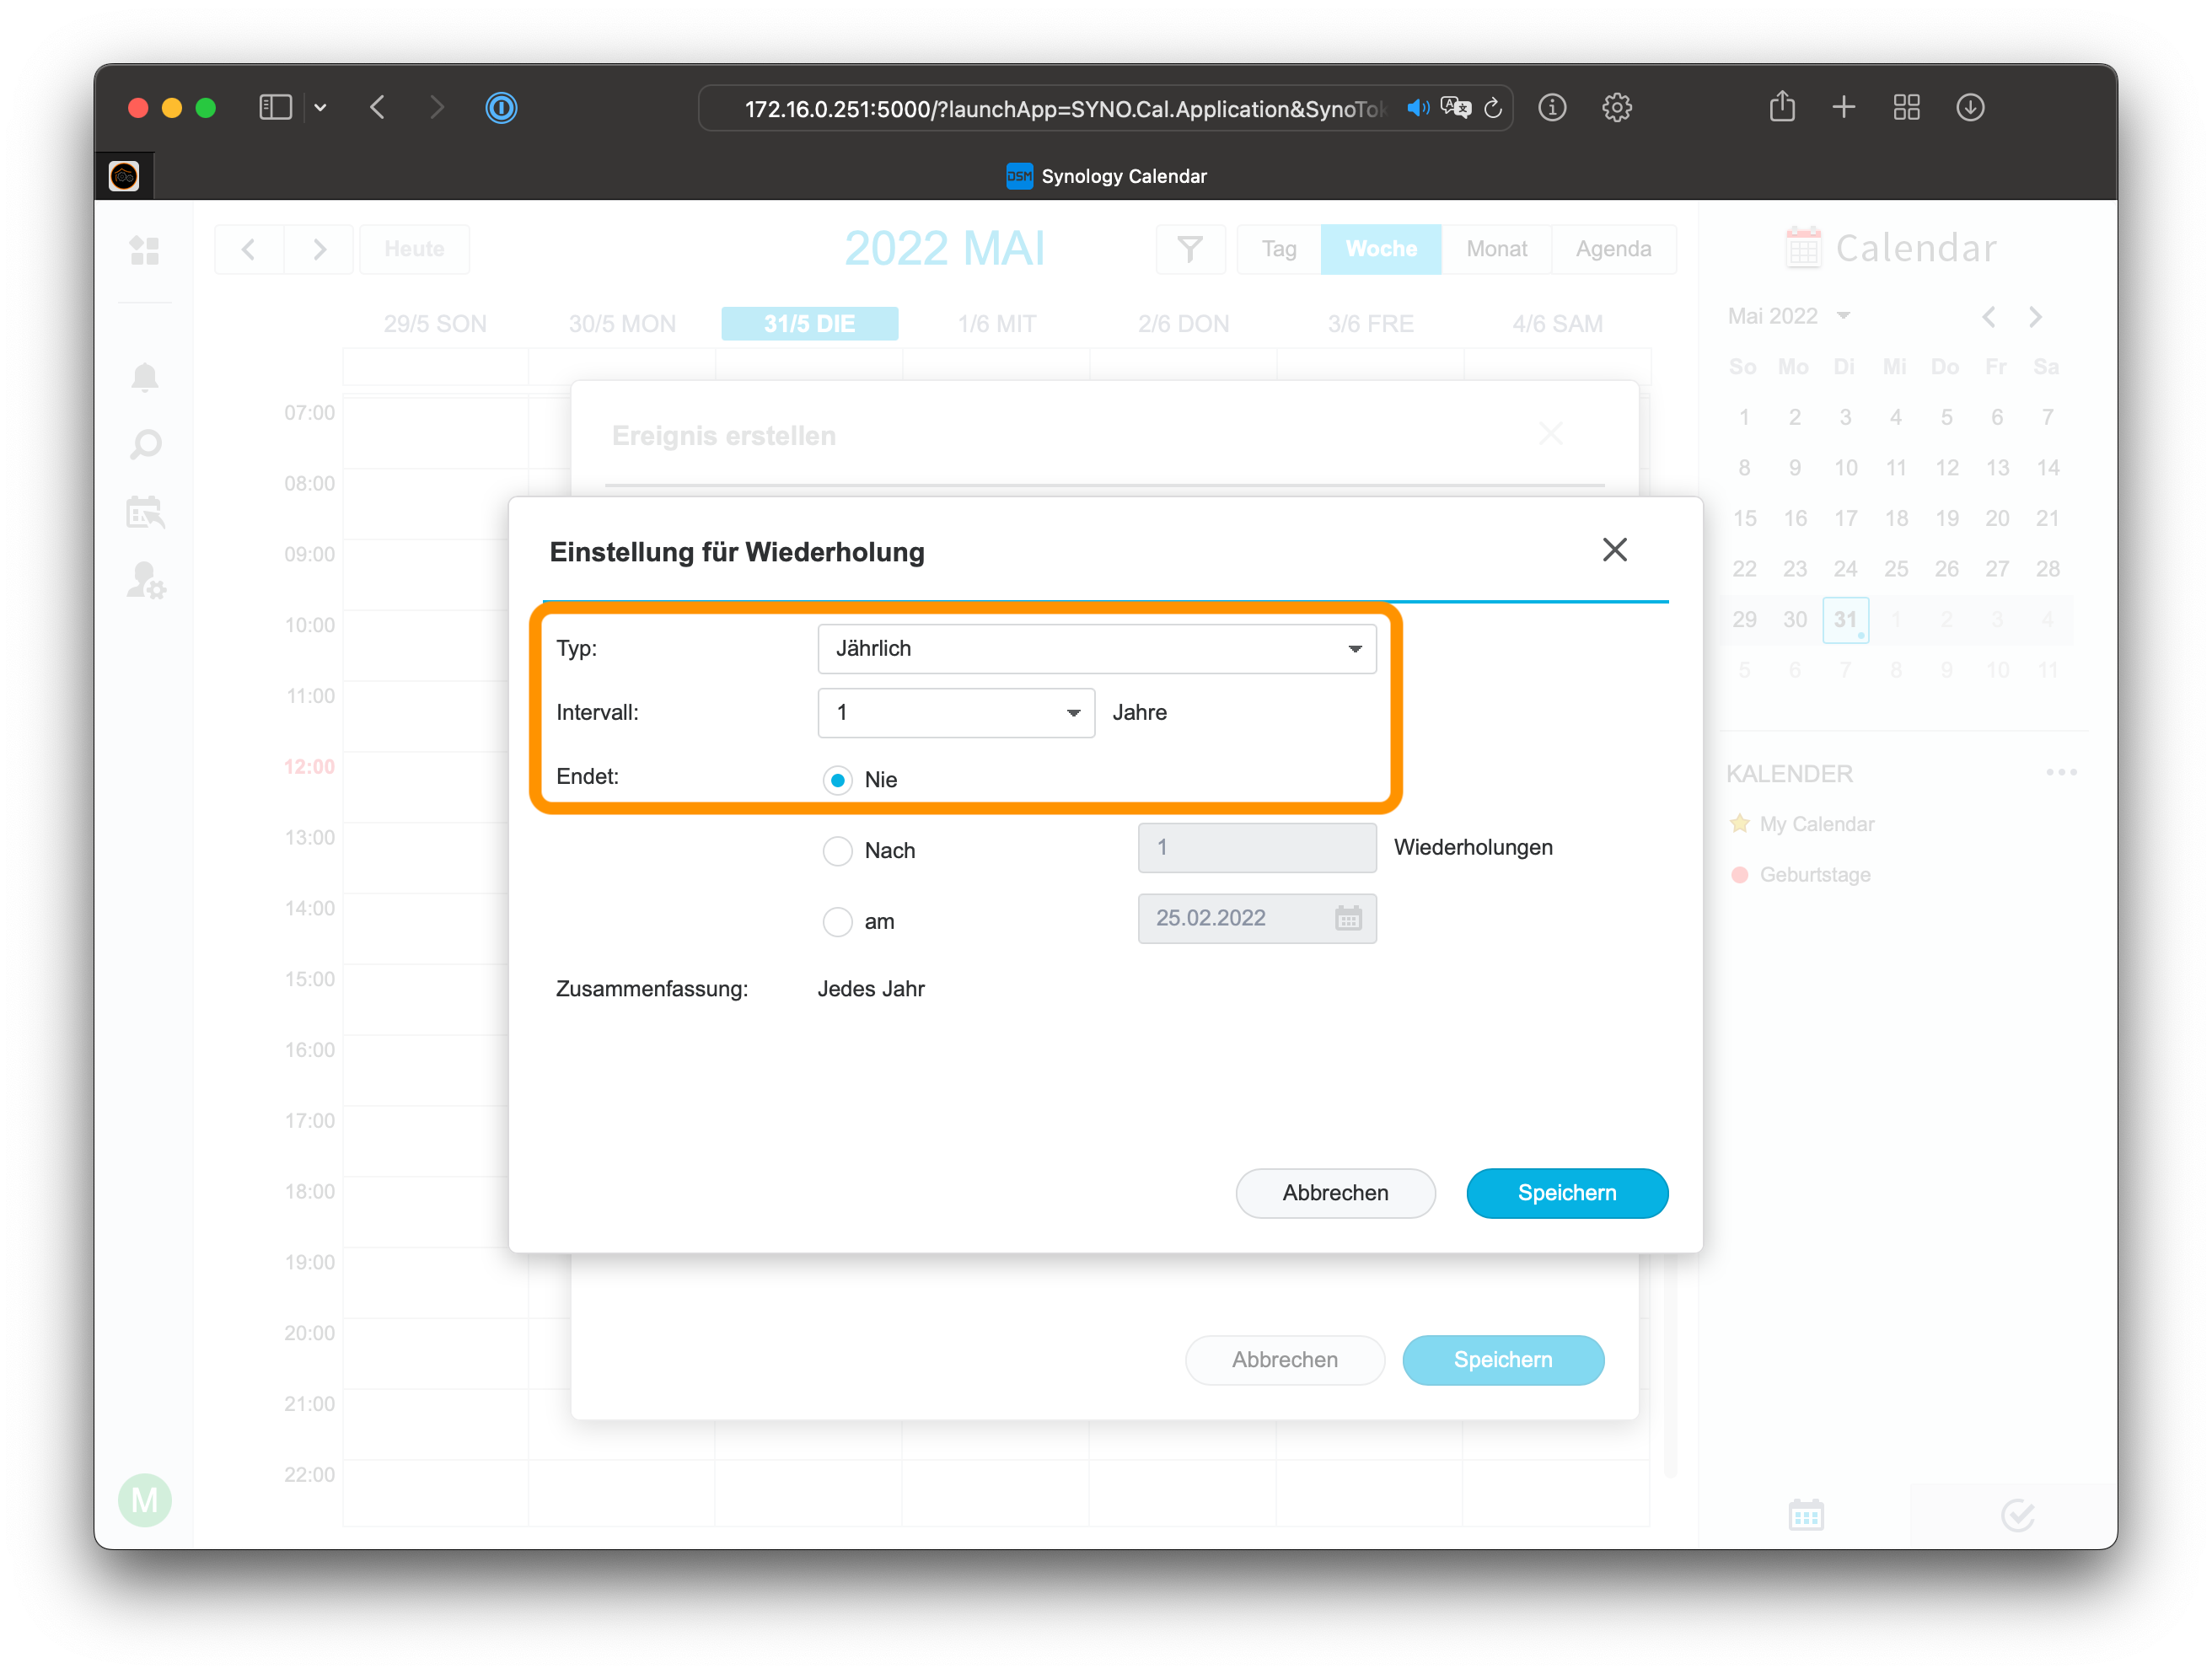 172.16.0.251:5000/?launchApp=SYNO.Cal.Application&SynoTok
DSM Synology Calendar
Heute
2022 MAI
Tag Woche Monat Agenda
Calendar
29/5 SON 30/5 MON 31/5 DIE 1/6 MIT 2/6 DON 3/6 FRE 4/6 SAM
Mai 2022
So Mo Di Mi Do Fr Sa
1 2 3 4 5 6 7
8 9 10 11 12 13 14
15 16 17 18 19 20 21
22 23 24 25 26 27 28
29 30 31 1 2 3 4
5 6 7 8 9 10 11
KALENDER
My Calendar
Geburtstage
07:00
08:00
09:00
10:00
11:00
12:00
13:00
14:00
15:00
16:00
17:00
18:00
19:00
20:00
21:00
22:00
Ereignis erstellen
Einstellung für Wiederholung
Typ: Jährlich
Intervall: 1 Jahre
Endet: Nie
Nach 1 Wiederholungen
am 25.02.2022
Zusammenfassung: Jedes Jahr
Abbrechen Speichern
Abbrechen Speichern
M